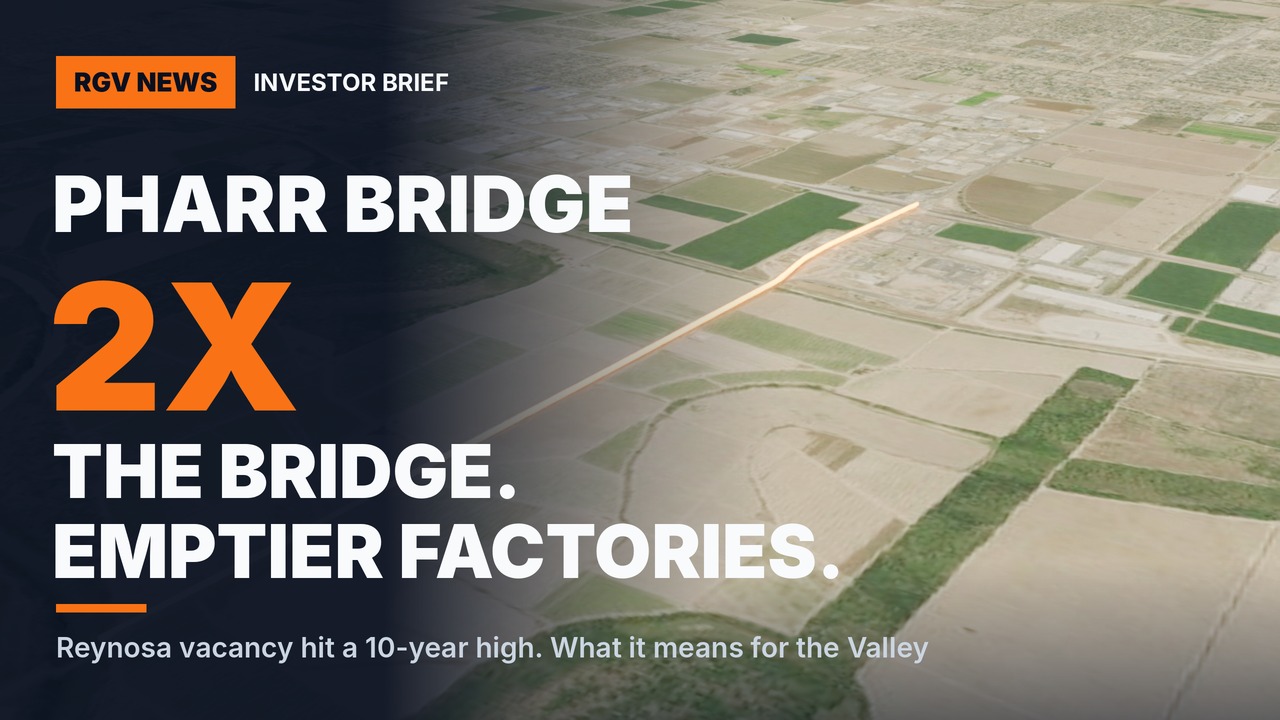 RGV NEWS INVESTOR BRIEF
PHARR BRIDGE
2X
THE BRIDGE.
EMPTIER FACTORIES.
Reynosa vacancy hit a 10-year high. What it means for the Valley